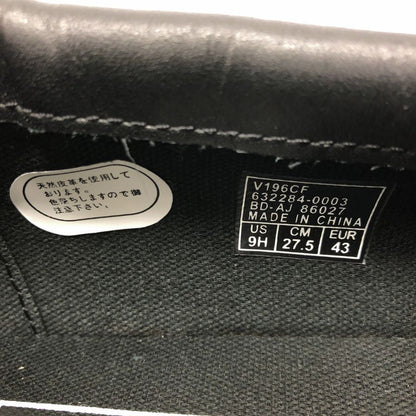 天然皮革を使用して
おります。
色落ちしますので御
注意下さい。
V196CF
632284-0003
BD-AJ 86027
MADE IN CHINA
US CM EUR
9H 27.5 43